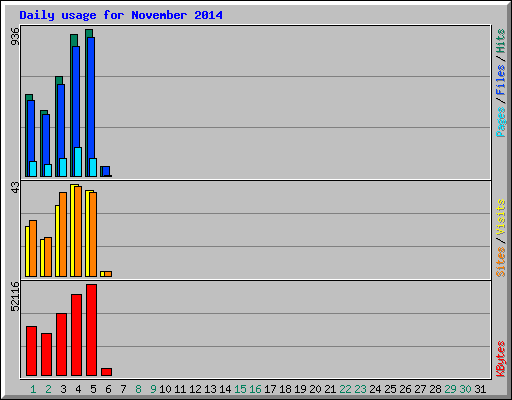 Daily usage for November 2014
936
Pages / Files / Hits
43
Sites / Visits
52116
KBytes
1 2 3 4 5 6 7 8 9 10 11 12 13 14 15 16 17 18 19 20 21 22 23 24 25 26 27 28 29 30 31